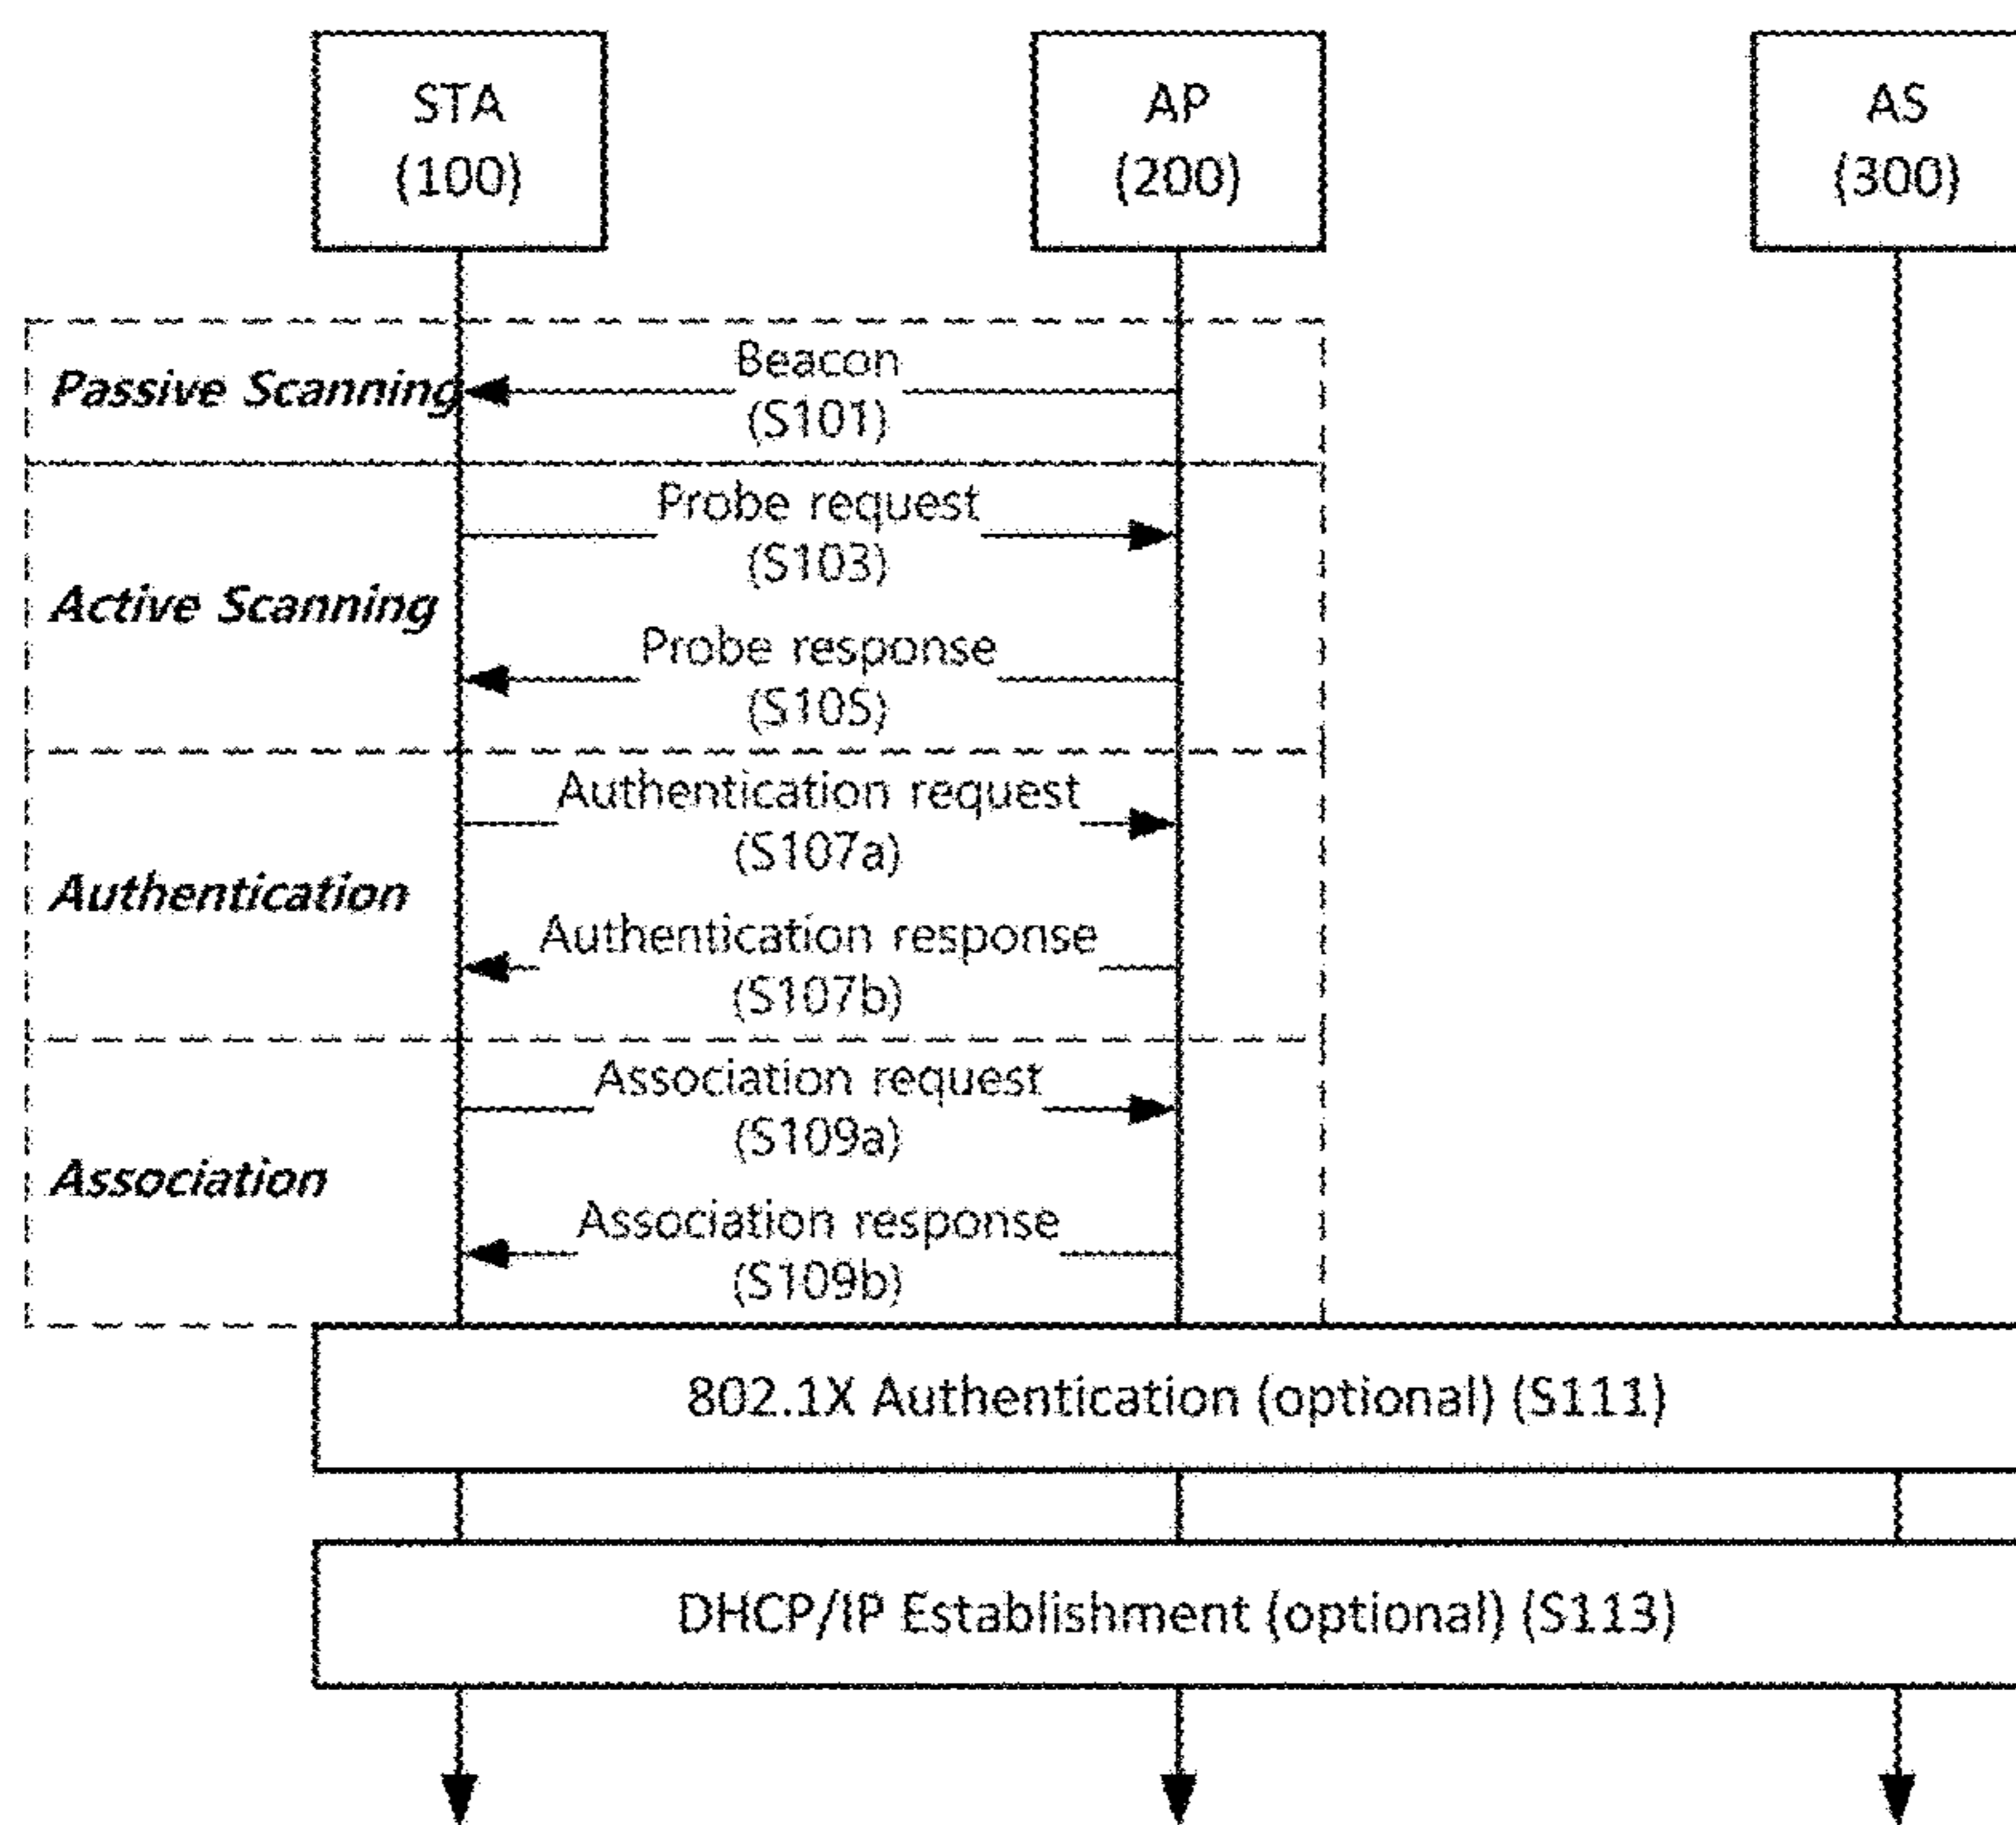 STA
(100)
AP
(200)
AS
(300)
Passive Scanning
Beacon
(S101)
Active Scanning
Probe request
(S103)
Probe response
(S105)
Authentication
Authentication request
(S107a)
Authentication response
(S107b)
Association
Association request
(S109a)
Association response
(S109b)
802.1X Authentication (optional) (S111)
DHCP/IP Establishment (optional) (S113)